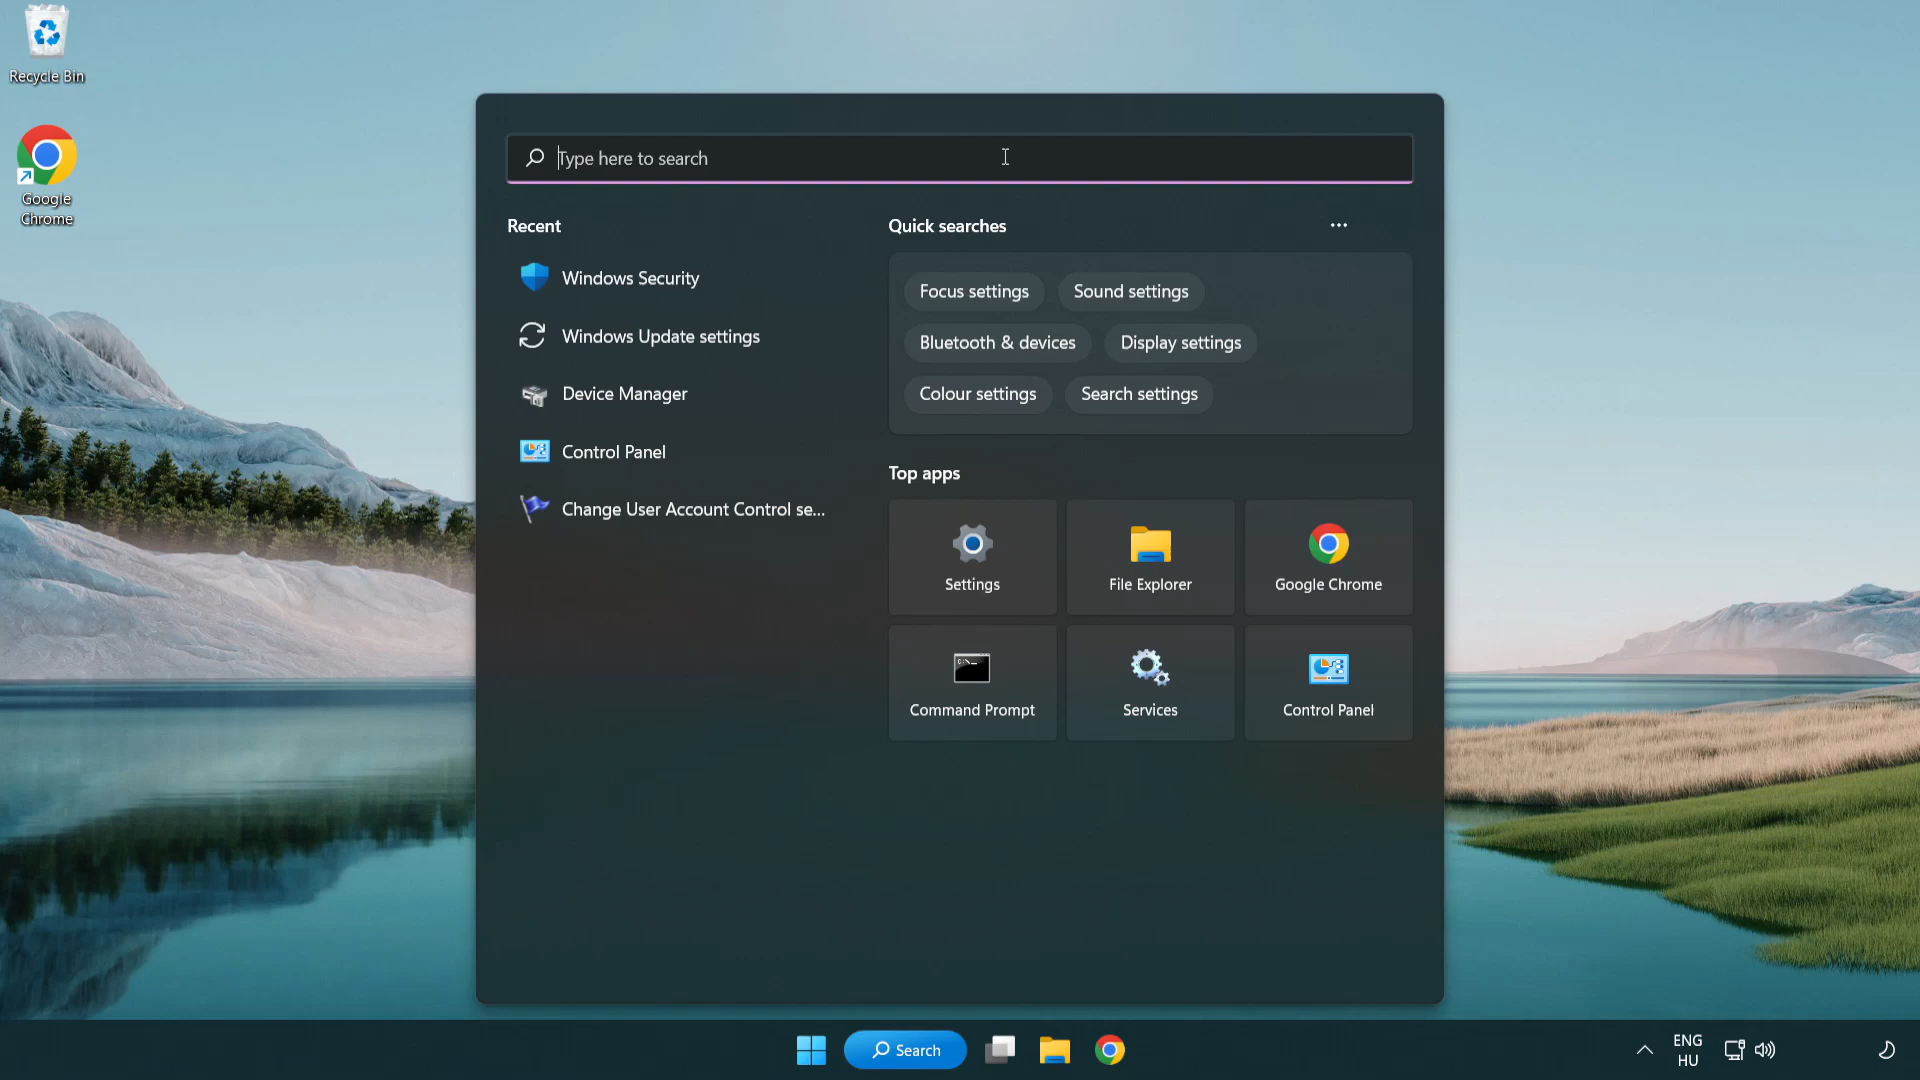 Recycle Bin
Google
Chrome
Type here to search
Recent
Windows Security
Windows Update settings
Device Manager
Control Panel
Change User Account Control se...
Quick searches
Focus settings
Sound settings
Bluetooth & devices
Display settings
Colour settings
Search settings
Top apps
Settings
File Explorer
Google Chrome
Command Prompt
Services
Control Panel
Search
ENG
HU